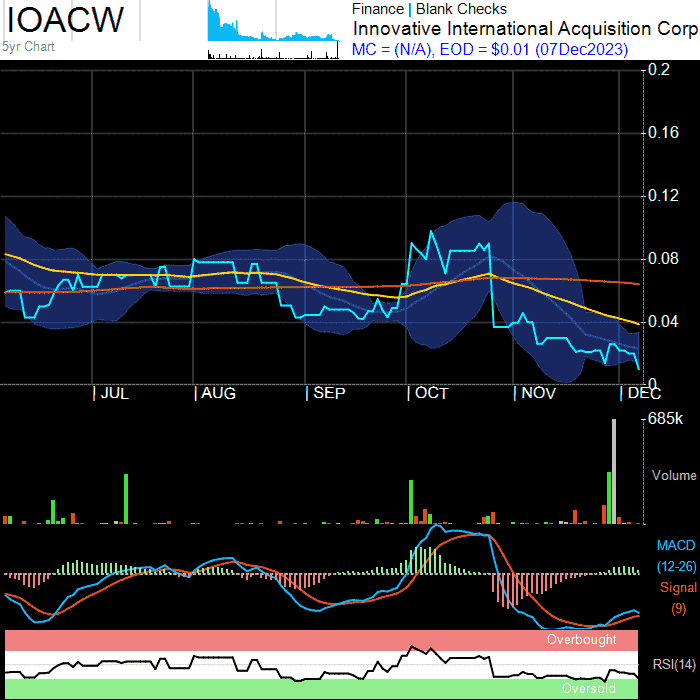 IOACW
5yr Chart
Finance | Blank Checks
Innovative International Acquisition Corp
MC = (N/A), EOD = $0.01 (07Dec2023)
0.2
0.16
0.12
0.08
0.04
0
JUL AUG SEP OCT NOV DEC
685k
Volume
MACD
(12-26)
Signal
(9)
Overbought
RSI(14)
Oversold